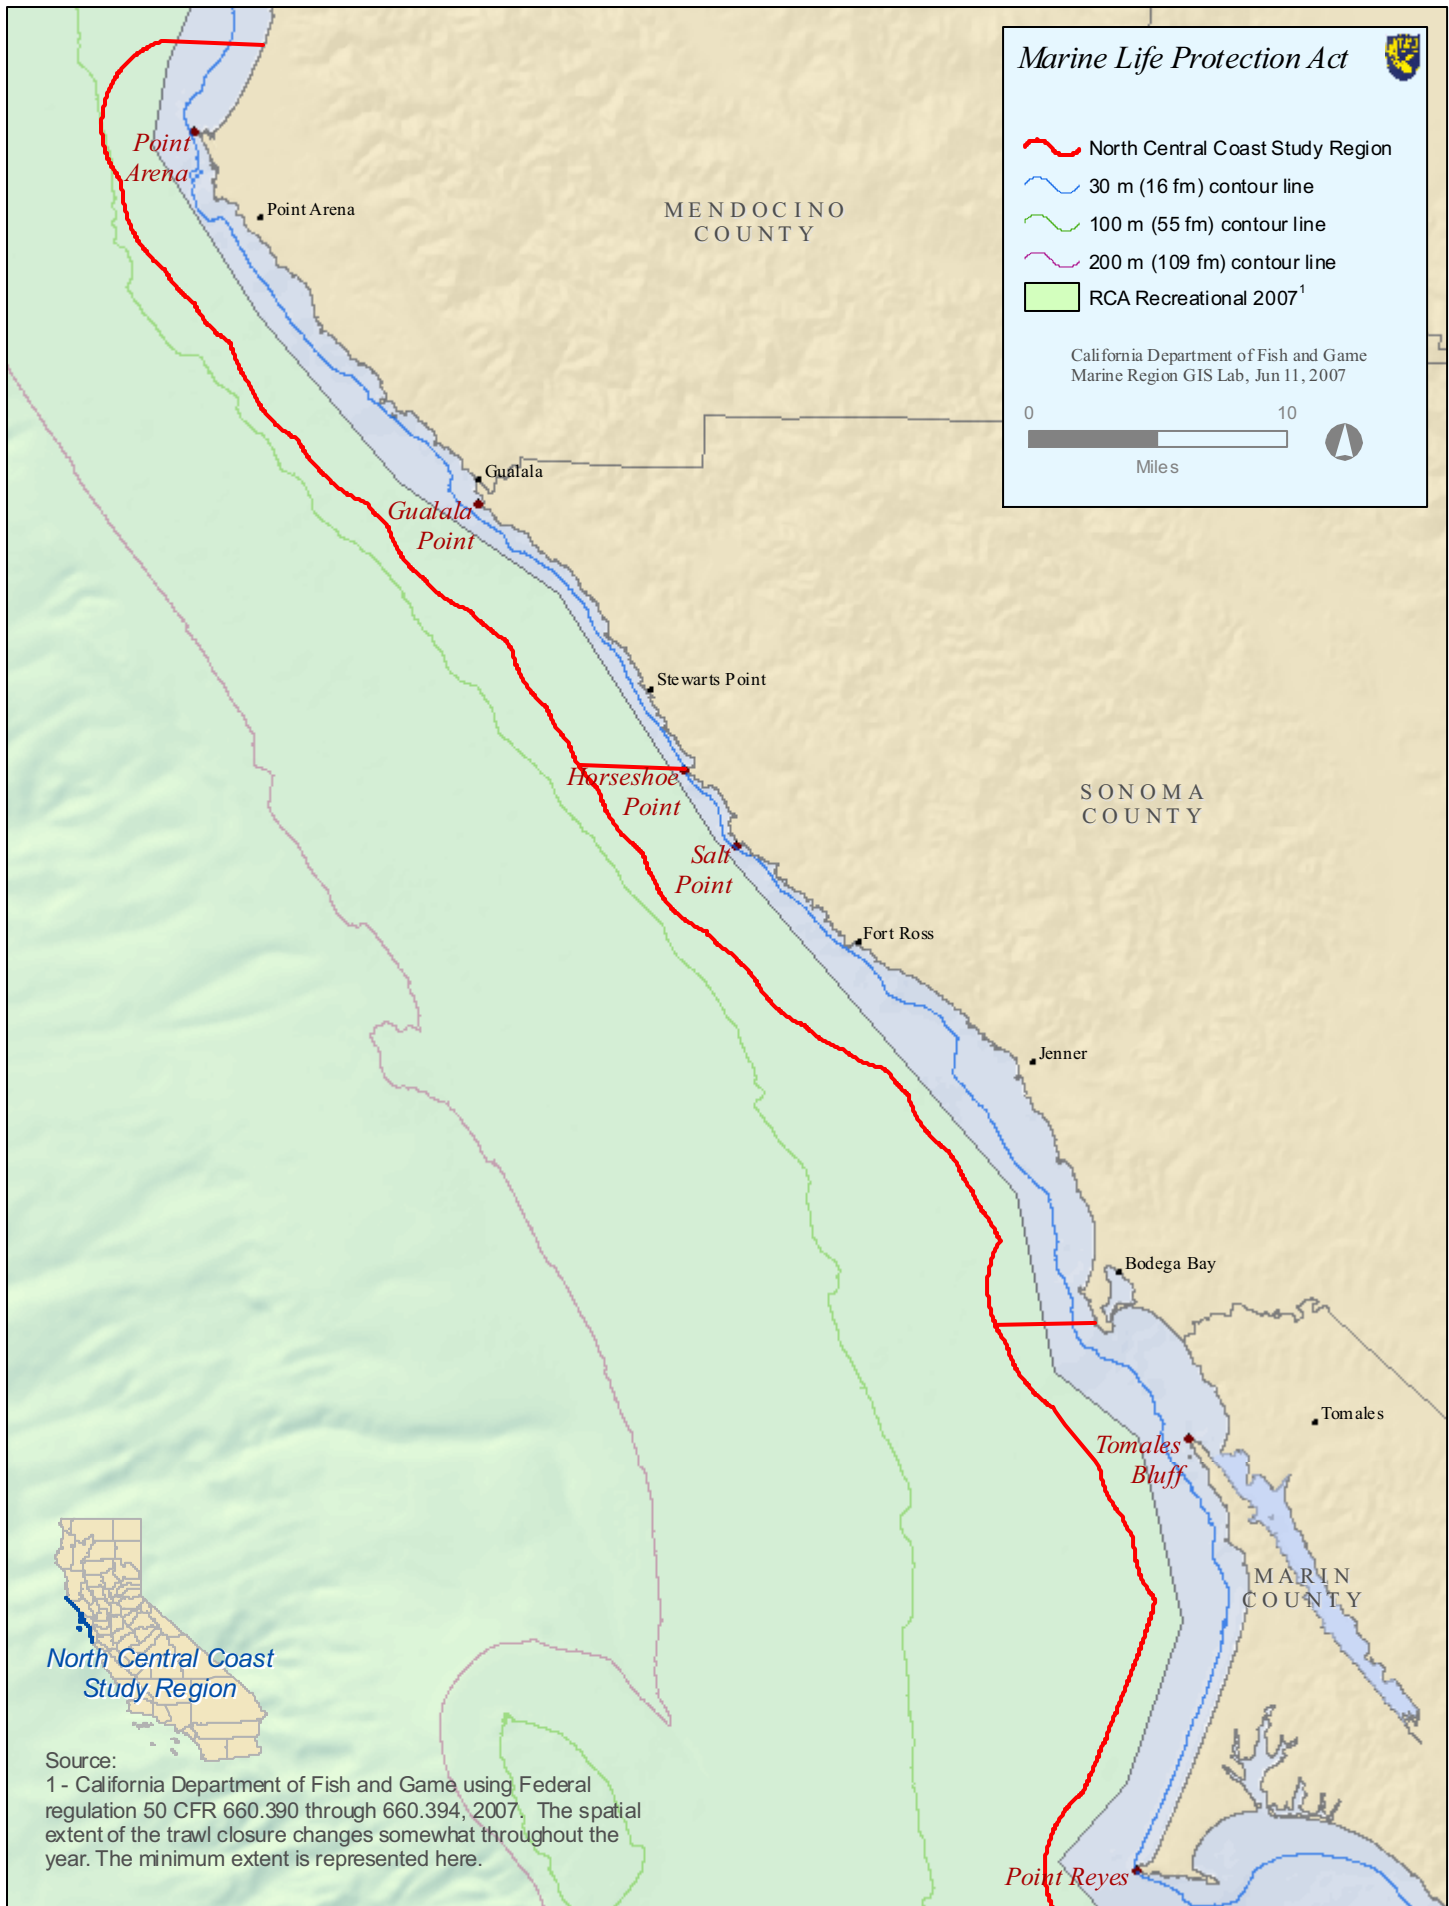 Marine Life Protection Act
North Central Coast Study Region
30 m (16 fm) contour line
100 m (55 fm) contour line
200 m (109 fm) contour line
RCA Recreational 2007¹
California Department of Fish and Game
Marine Region GIS Lab, Jun 11, 2007
0 10
Miles
Point
Arena
Point Arena
MENDOCINO
COUNTY
Gualala
Gualala
Point
Stewarts Point
Horseshoe
Point
SONOMA
COUNTY
Salt
Point
Fort Ross
Jenner
Bodega Bay
Tomales
Tomales
Bluff
MARIN
COUNTY
Point Reyes
North Central Coast
Study Region
Source:
1 - California Department of Fish and Game using Federal
regulation 50 CFR 660.390 through 660.394, 2007. The spatial
extent of the trawl closure changes somewhat throughout the
year. The minimum extent is represented here.